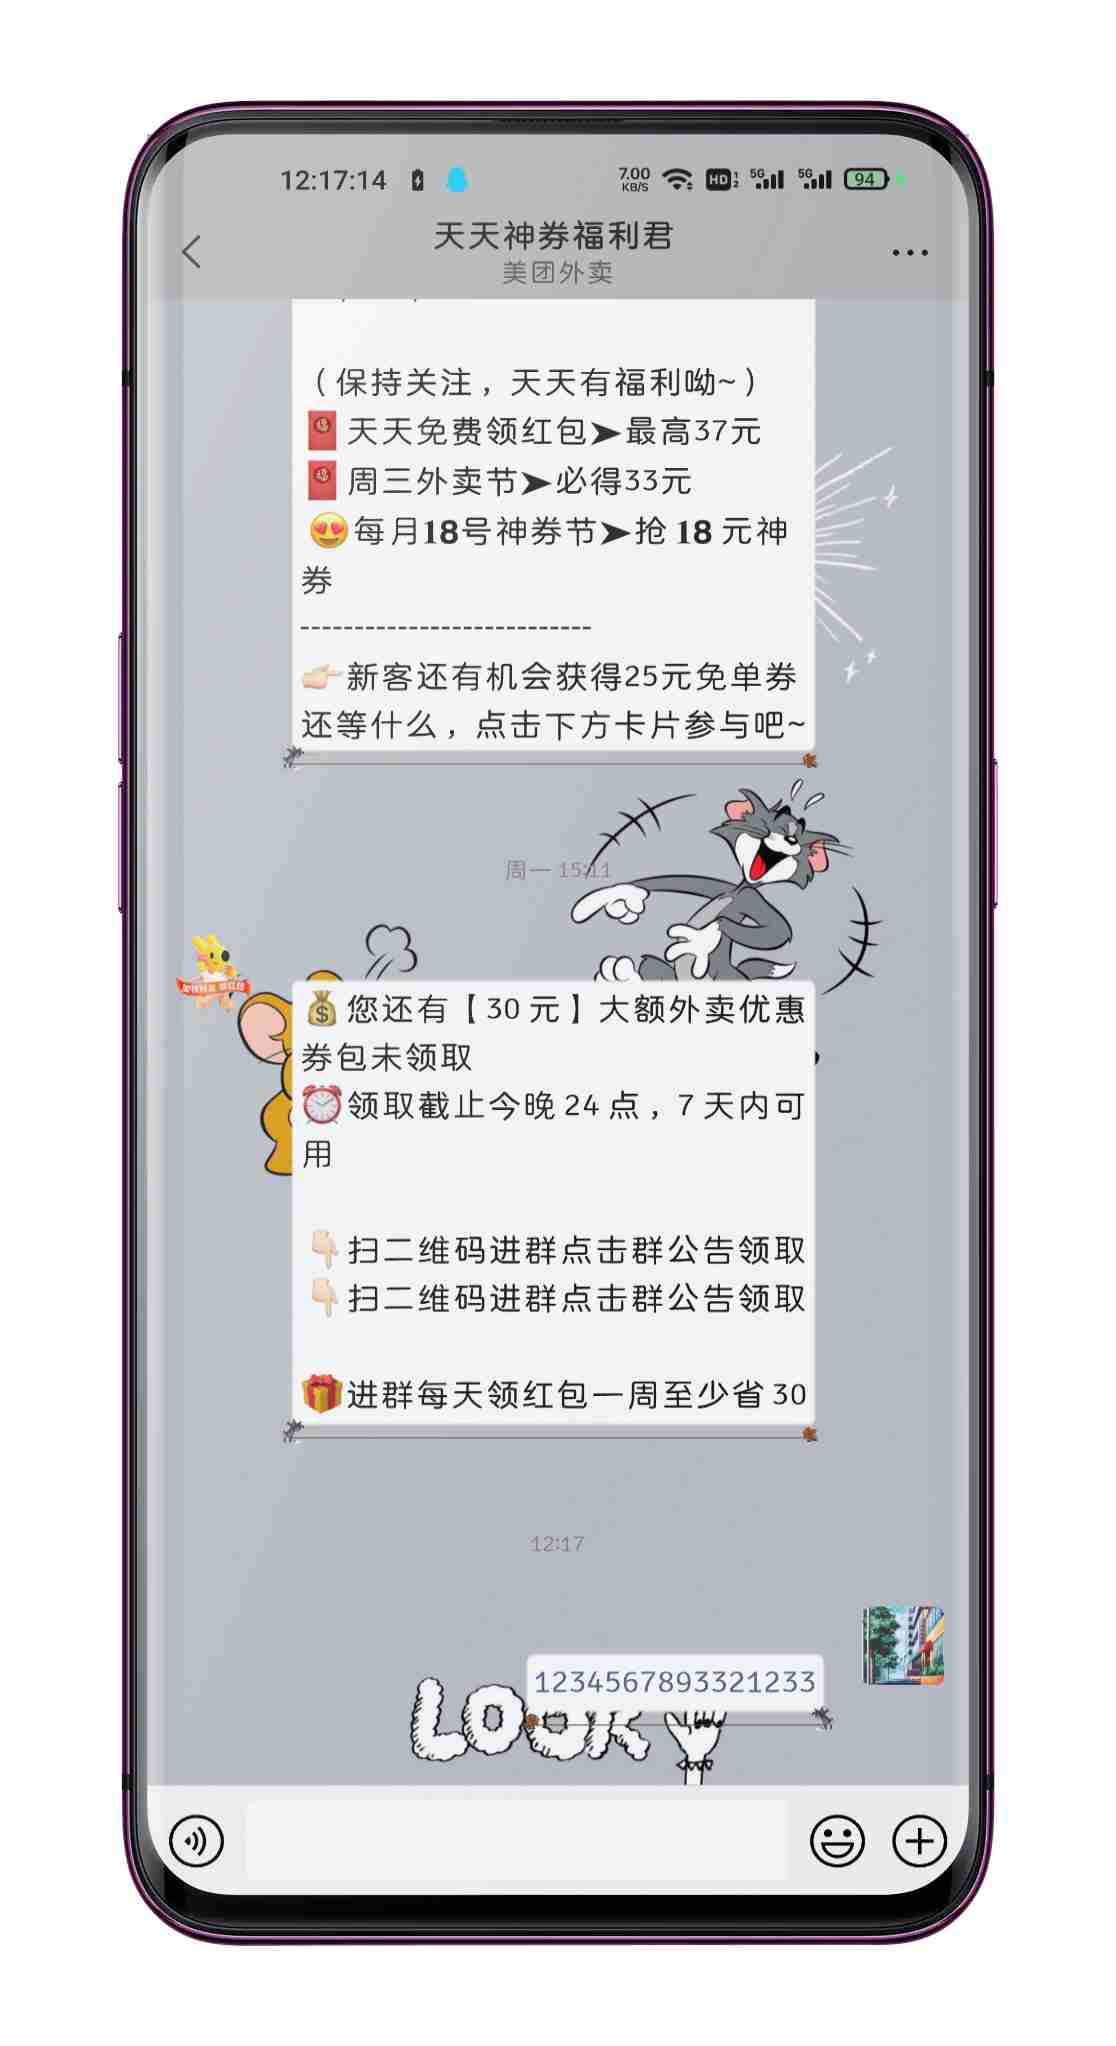 12:17:14
7.00
KB/S
HD 1
2
5G
5G
94
天天神券福利君
美团外卖
（保持关注，天天有福利呦~）
天天免费领红包➤最高37元
周三外卖节➤必得33元
每月18号神券节➤抢 18 元神
券
---------------------------
新客还有机会获得25元免单券
还等什么，点击下方卡片参与吧~
周一 15:11
您还有【30 元】大额外卖优惠
券包未领取
领取截止今晚 24 点，7 天内可
用
扫二维码进群点击群公告领取
扫二维码进群点击群公告领取
进群每天领红包一周至少省 30
12:17
1234567893321233
LOOK